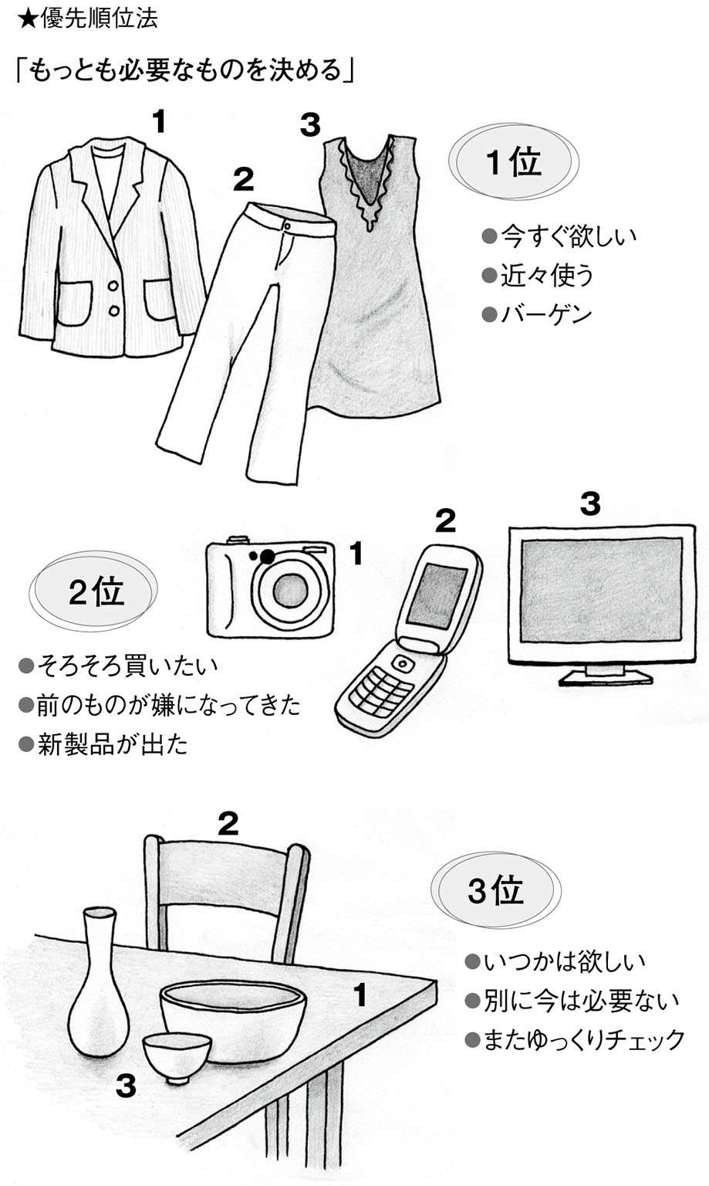 ★優先順位法
「もっとも必要なものを決める」
1
3
2
1位
●今すぐ欲しい
●近々使う
●バーゲン
3
2
1
2位
●そろそろ買いたい
●前のものが嫌になってきた
●新製品が出た
2
3位
●いつかは欲しい
●別に今は必要ない
●またゆっくりチェック
1
3